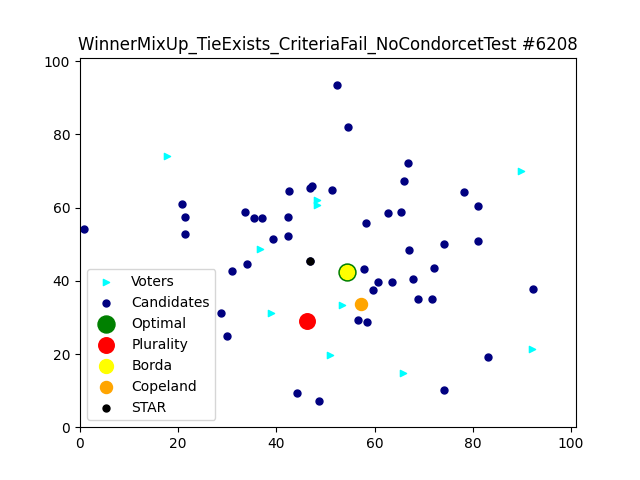 WinnerMixUp_TieExists_CriteriaFail_NoCondorcetTest #6208
100
80
60
40
20
0
Voters
Candidates
Optimal
Plurality
Borda
Copeland
STAR
0 20 40 60 80 100